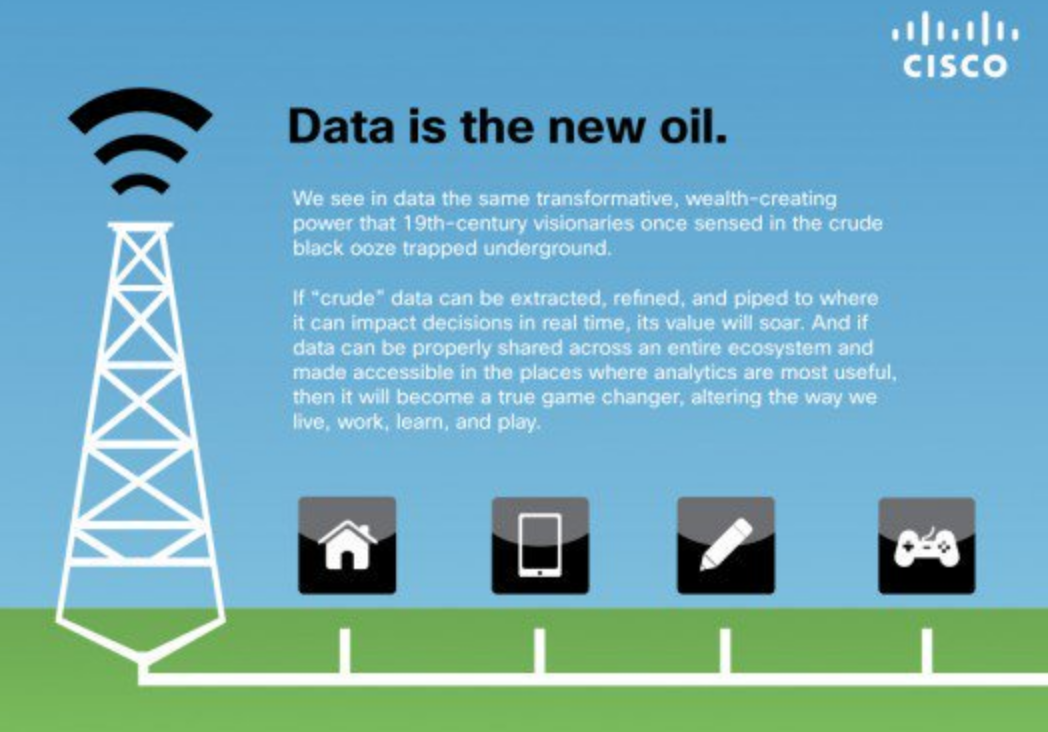 CISCO
Data is the new oil.
We see in data the same transformative, wealth-creating
power that 19th-century visionaries once sensed in the crude
black ooze trapped underground.
If “crude” data can be extracted, refined, and piped to where
it can impact decisions in real time, its value will soar. And if
data can be properly shared across an entire ecosystem and
made accessible in the places where analytics are most useful,
then it will become a true game changer, altering the way we
live, work, learn, and play.